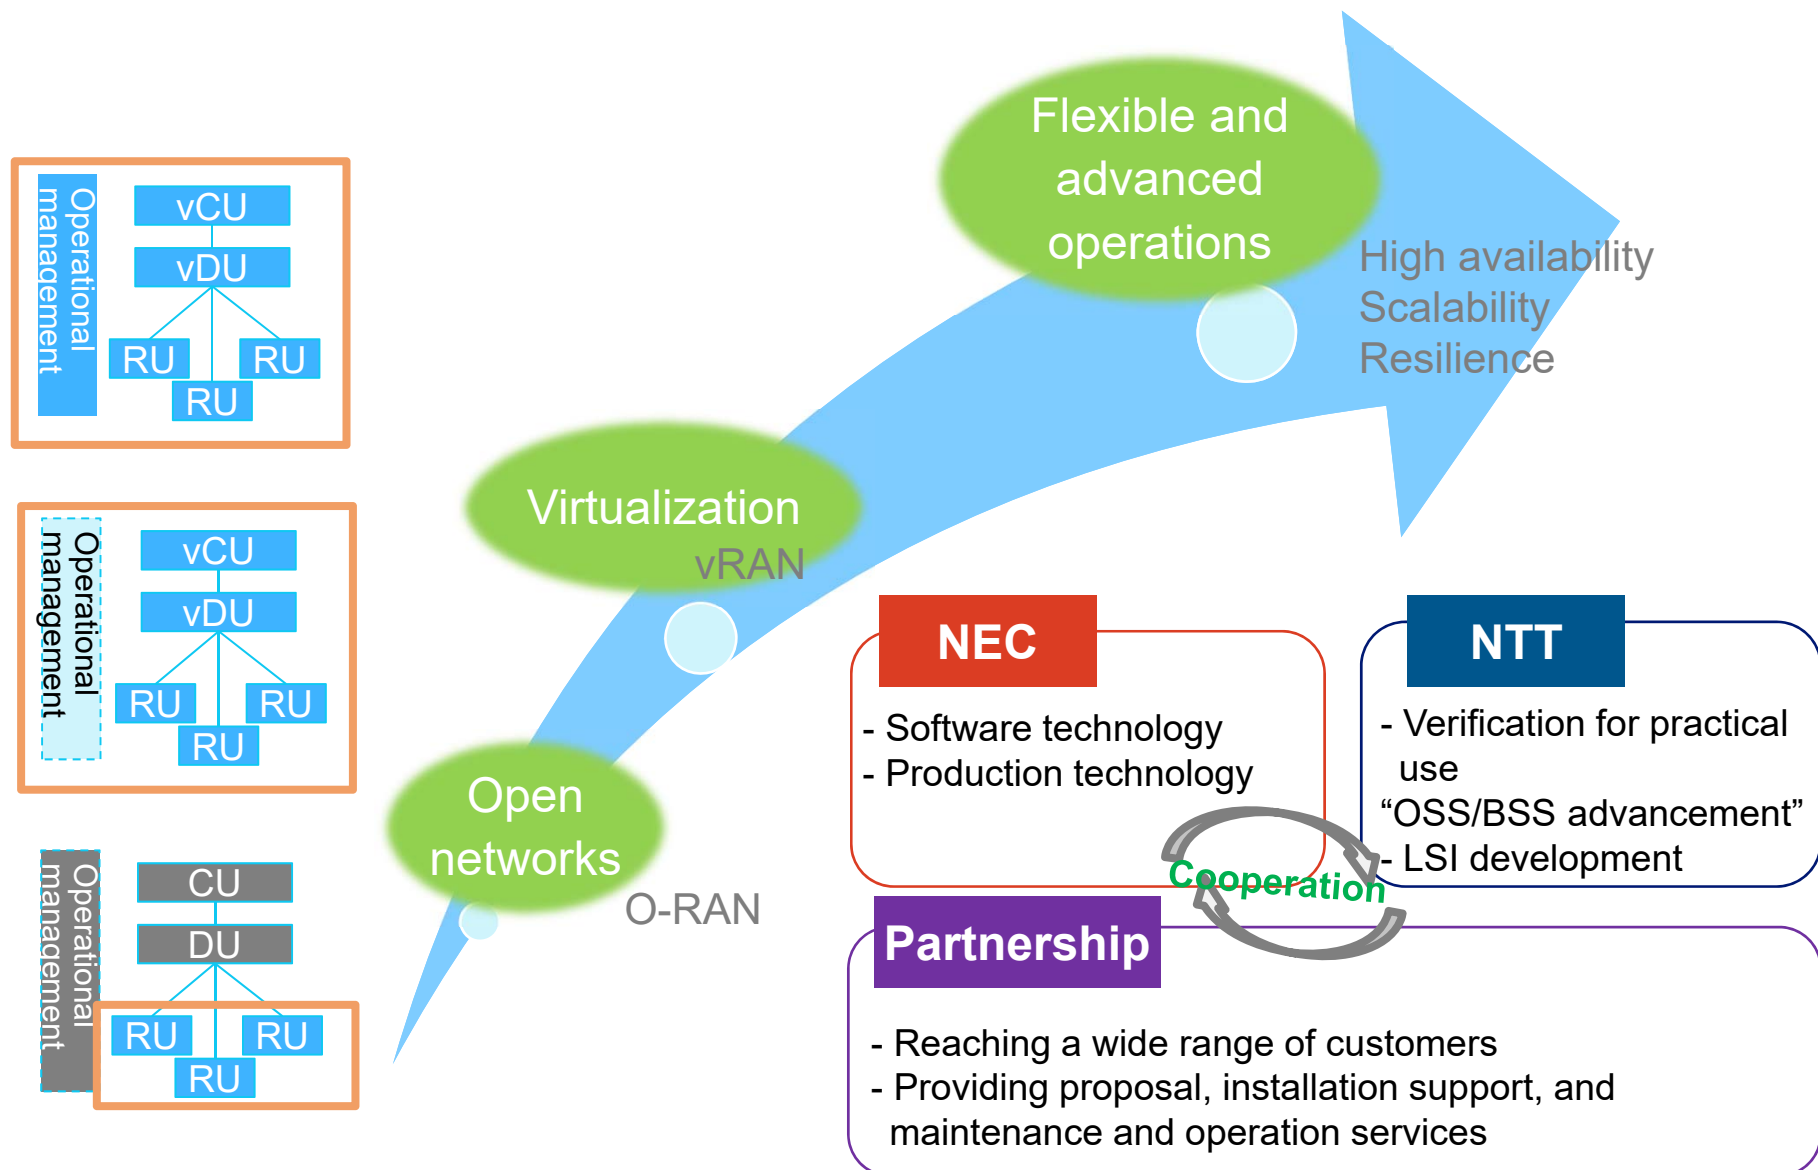 Operational
management
vCU
vDU
RU
RU
RU
Operational
management
vCU
vDU
RU
RU
RU
Operational
management
CU
DU
RU
RU
RU
Flexible and
advanced
operations
High availability
Scalability
Resilience
Virtualization
vRAN
Open
networks
O-RAN
NEC
- Software technology
- Production technology
NTT
- Verification for practical
use
“OSS/BSS advancement”
- LSI development
Cooperation
Partnership
- Reaching a wide range of customers
- Providing proposal, installation support, and
maintenance and operation services